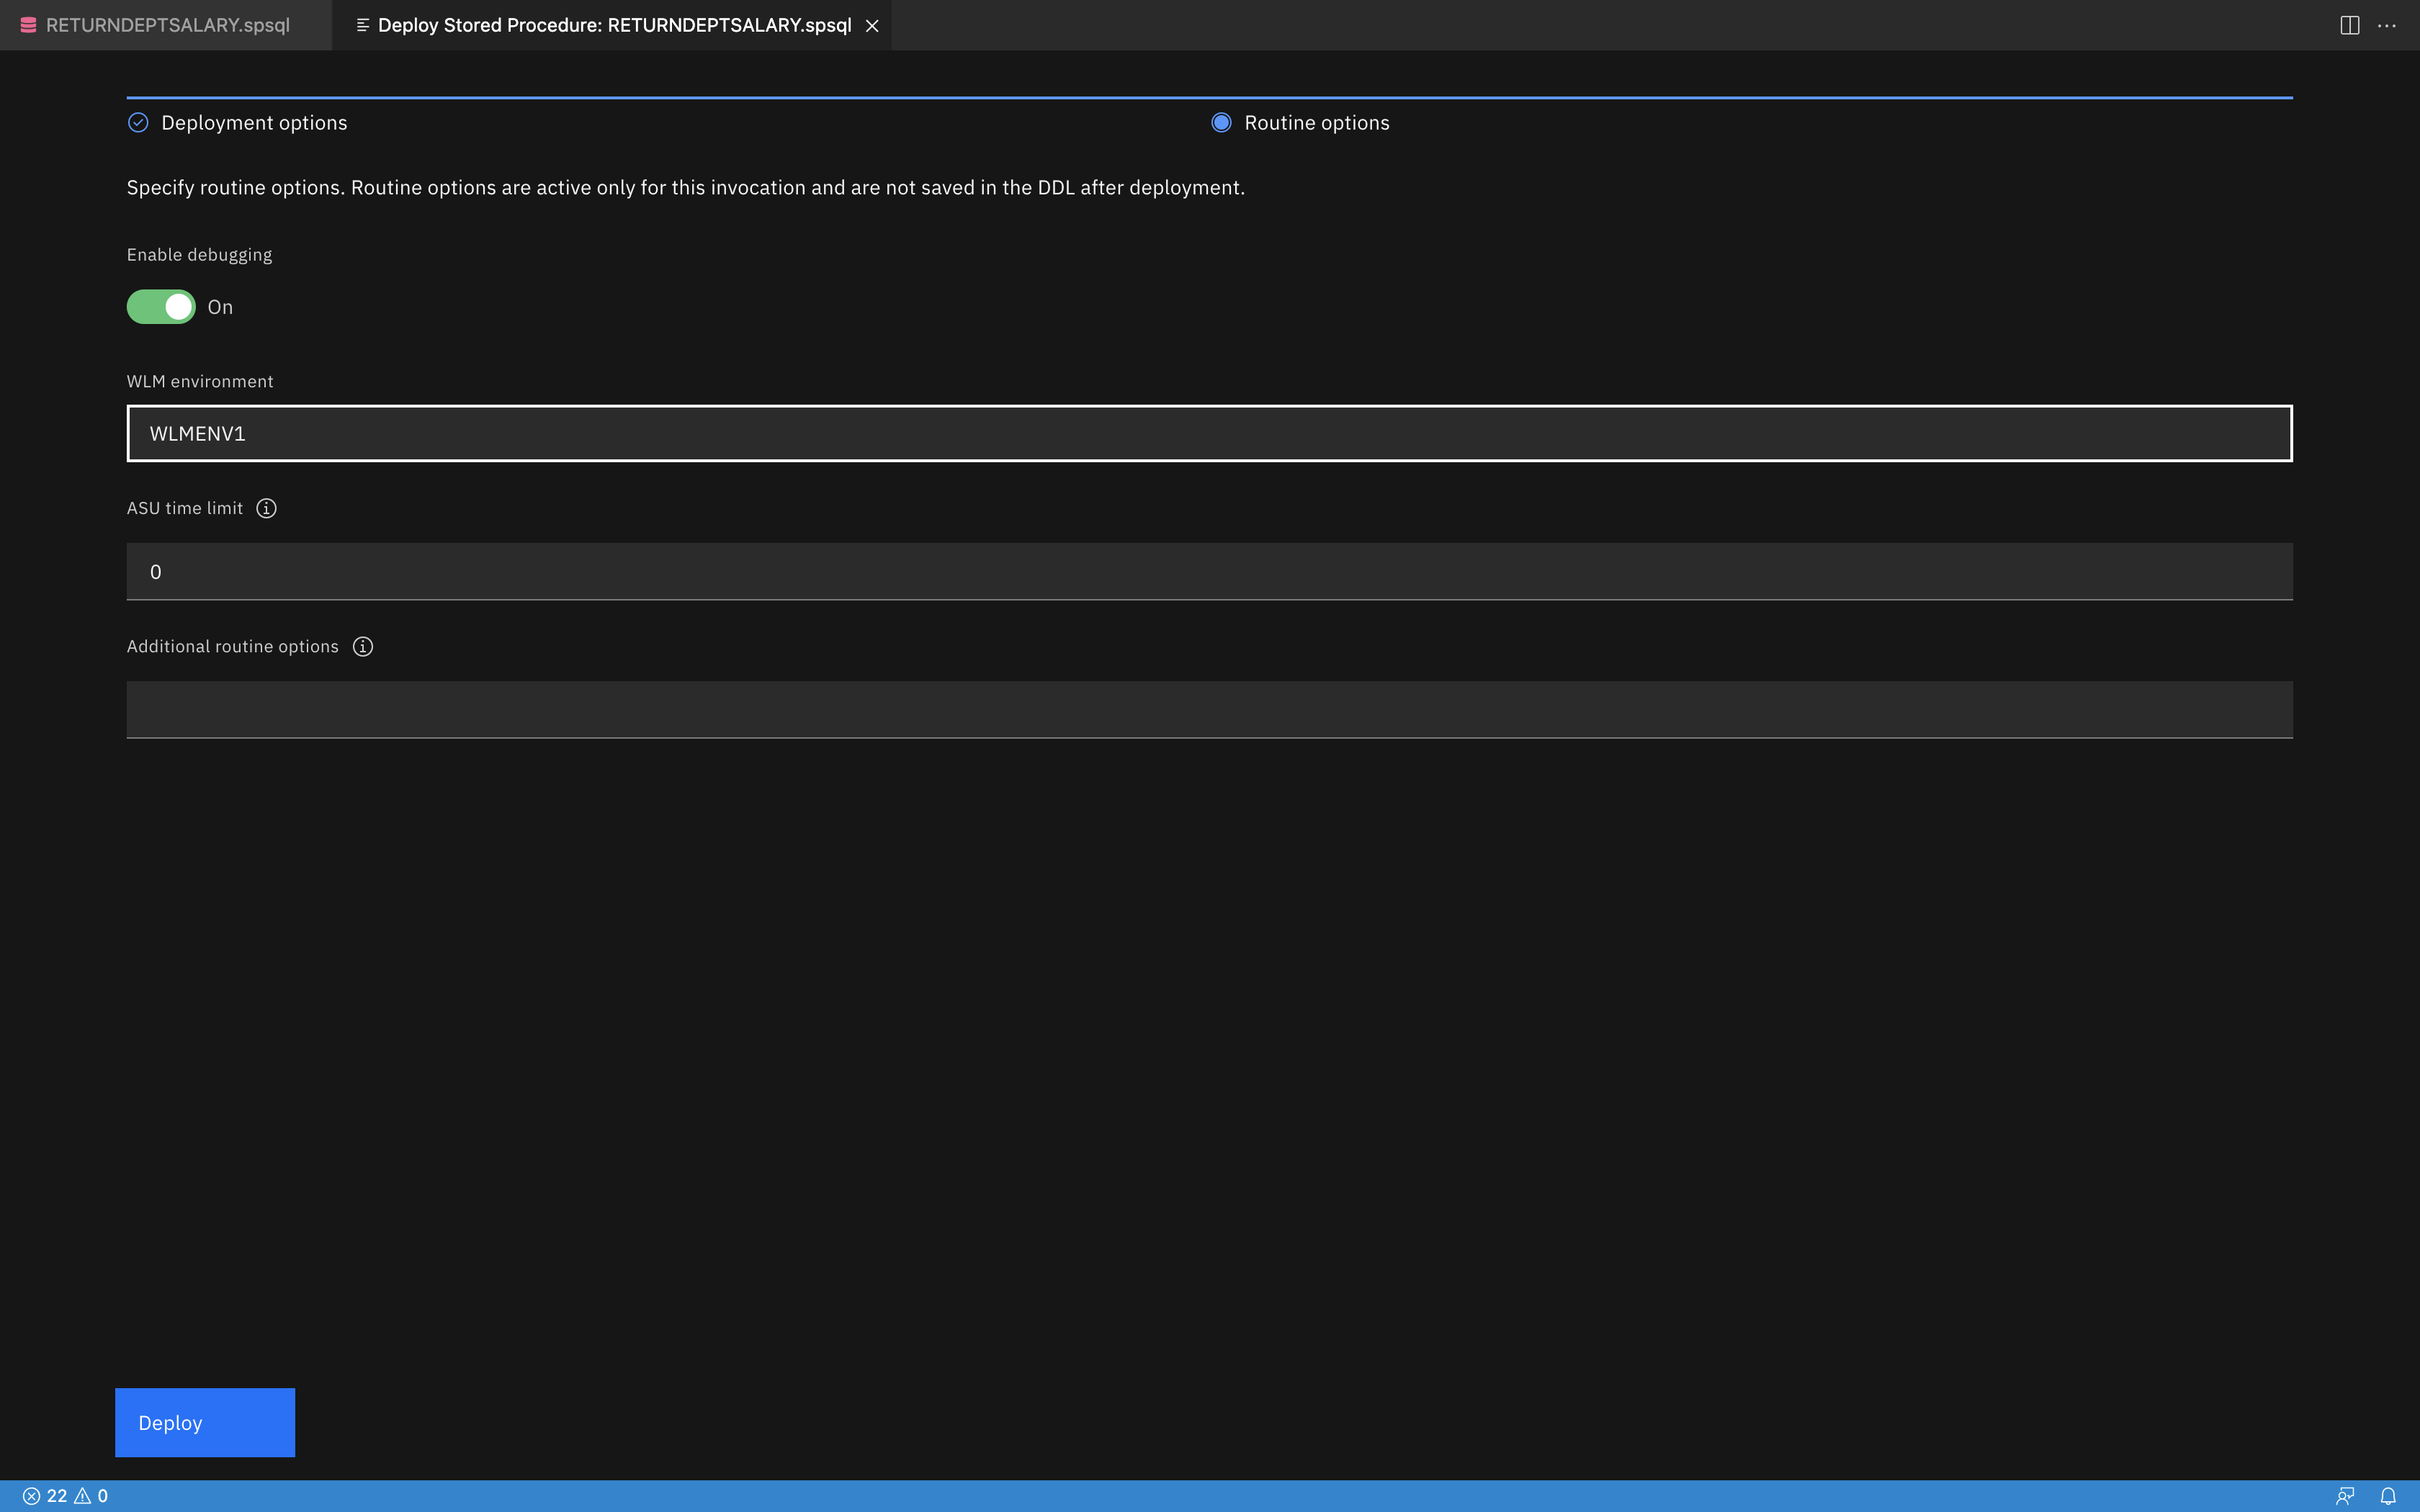 RETURNDEPTSALARY.spsql
Deploy Stored Procedure: RETURNDEPTSALARY.spsql
Deployment options
Routine options
Specify routine options. Routine options are active only for this invocation and are not saved in the DDL after deployment.
Enable debugging
On
WLM environment
WLMENV1
ASU time limit
0
Additional routine options
Deploy
22 0